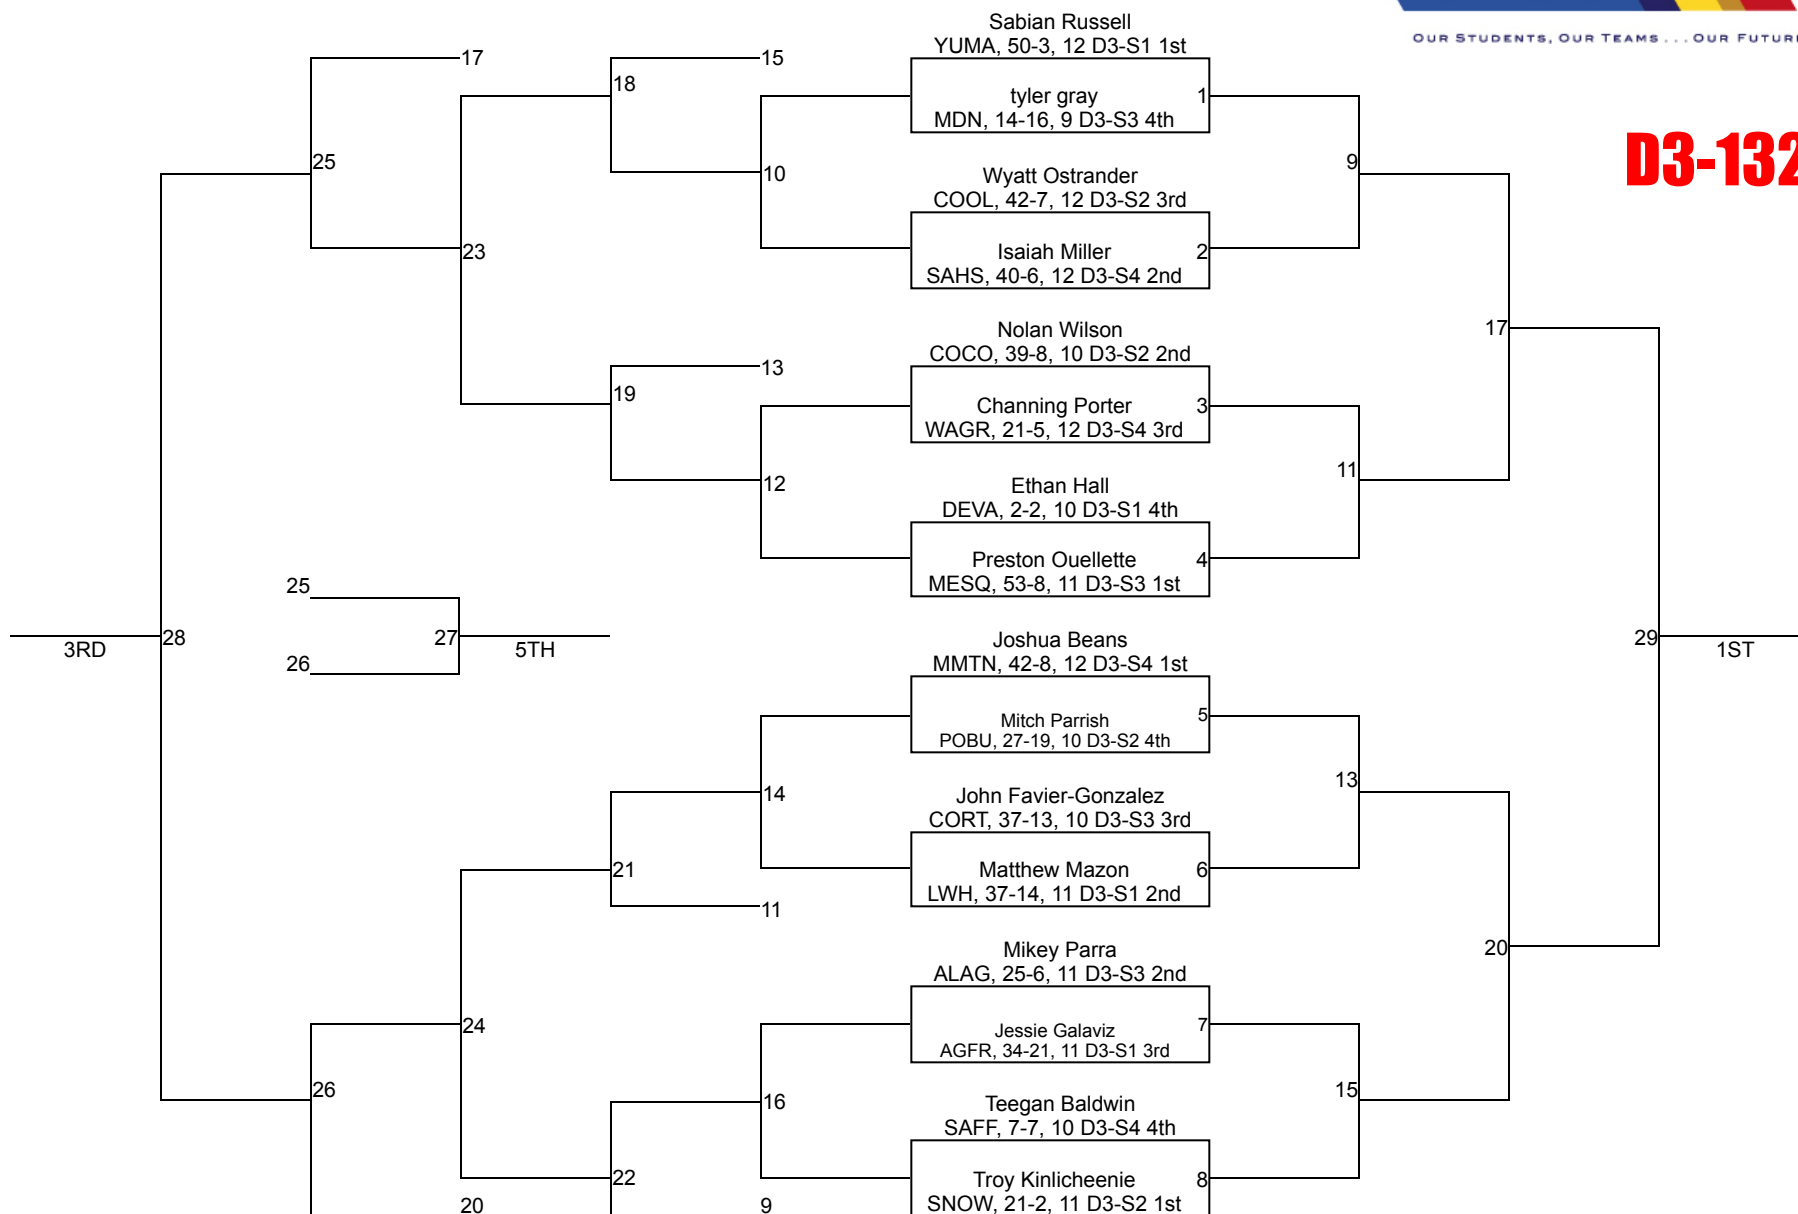 OUR STUDENTS, OUR TEAMS...OUR FUTURE
D3-132
Sabian Russell
YUMA, 50-3, 12 D3-S1 1st
17
15
18
tyler gray
1
MDN, 14-16, 9 D3-S3 4th
25
10
9
Wyatt Ostrander
COOL, 42-7, 12 D3-S2 3rd
23
Isaiah Miller
2
SAHS, 40-6, 12 D3-S4 2nd
Nolan Wilson
17
COCO, 39-8, 10 D3-S2 2nd
13
19
Channing Porter
3
WAGR, 21-5, 12 D3-S4 3rd
11
12
Ethan Hall
DEVA, 2-2, 10 D3-S1 4th
Preston Ouellette
4
MESQ, 53-8, 11 D3-S3 1st
25
28
3RD
27
5TH
26
29
1ST
Joshua Beans
MMTN, 42-8, 12 D3-S4 1st
Mitch Parrish
5
POBU, 27-19, 10 D3-S2 4th
14
13
John Favier-Gonzalez
CORT, 37-13, 10 D3-S3 3rd
21
Matthew Mazon
6
LWH, 37-14, 11 D3-S1 2nd
11
Mikey Parra
20
ALAG, 25-6, 11 D3-S3 2nd
24
Jessie Galaviz
7
AGFR, 34-21, 11 D3-S1 3rd
26
16
15
Teegan Baldwin
SAFF, 7-7, 10 D3-S4 4th
22
Troy Kinlicheenie
8
SNOW, 21-2, 11 D3-S2 1st
20
9